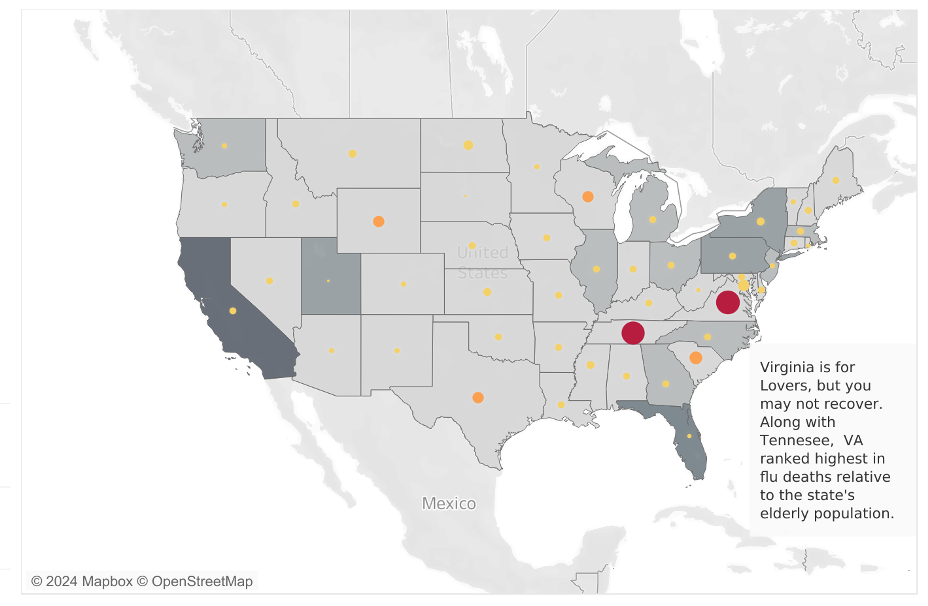 United
States
Virginia is for
Lovers, but you
may not recover.
Along with
Tennesee,  VA
ranked highest in
flu deaths relative
to the state's
elderly population.
Mexico
© 2024 Mapbox © OpenStreetMap